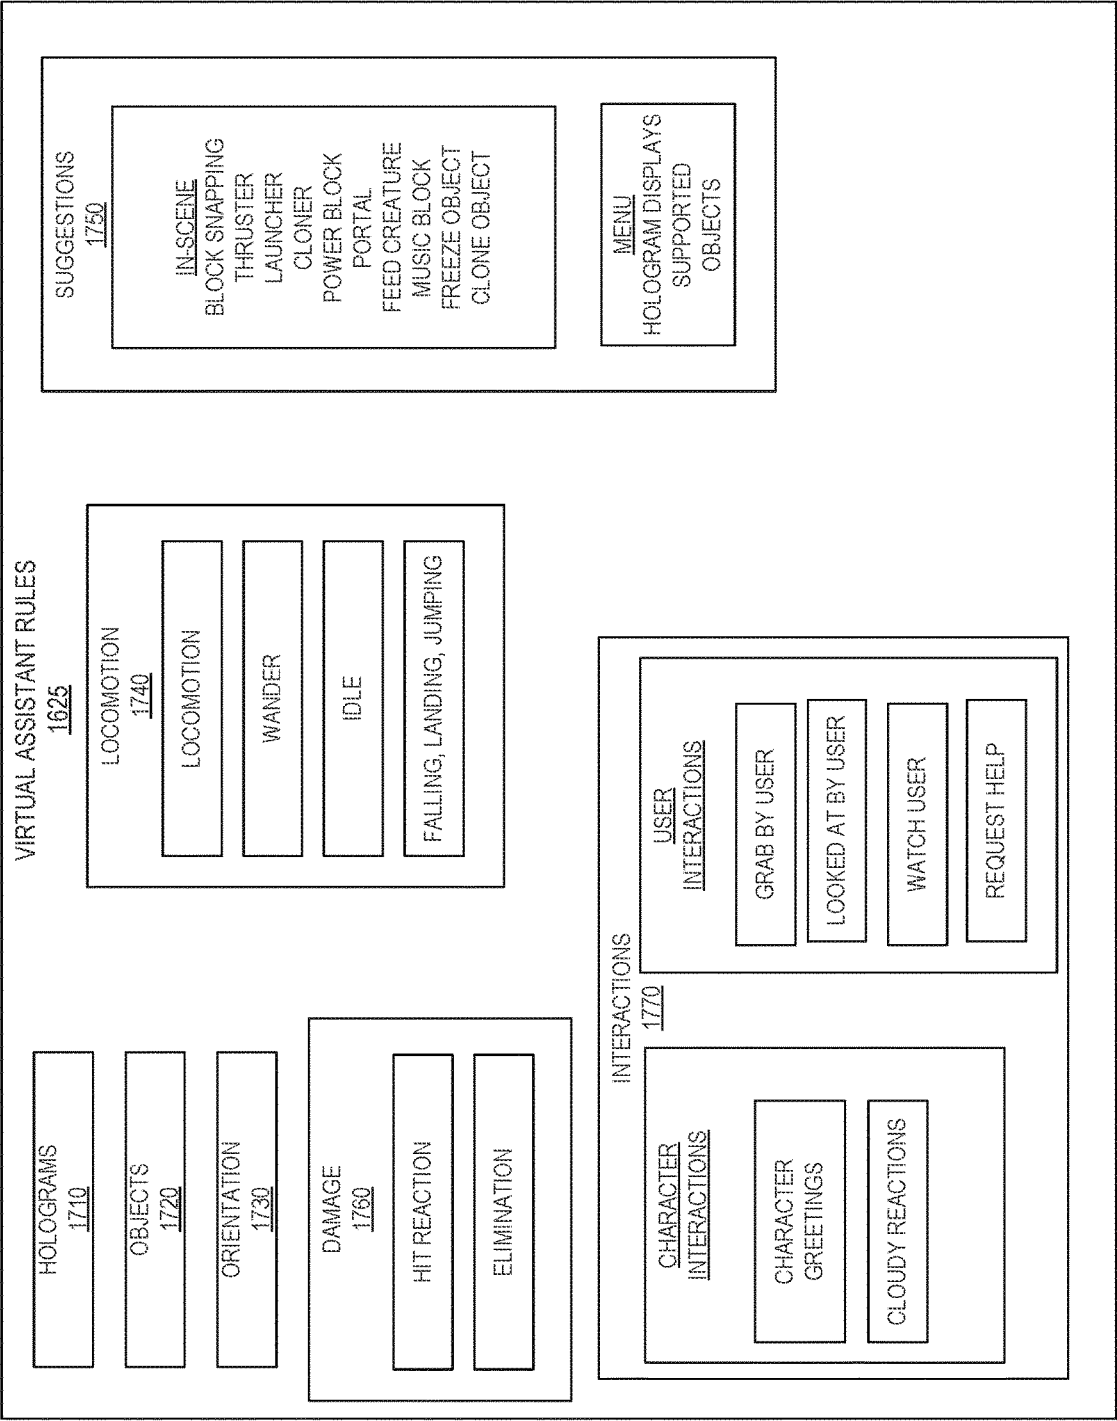 VIRTUAL ASSISTANT RULES
1625
HOLOGRAMS
1710
OBJECTS
1720
ORIENTATION
1730
DAMAGE
1760
HIT REACTION
ELIMINATION
LOCOMOTION
1740
LOCOMOTION
WANDER
IDLE
FALLING, LANDING, JUMPING
SUGGESTIONS
1750
IN-SCENE
BLOCK SNAPPING
THRUSTER
LAUNCHER
CLONER
POWER BLOCK
PORTAL
FEED CREATURE
MUSIC BLOCK
FREEZE OBJECT
CLONE OBJECT
MENU
HOLOGRAM DISPLAYS
SUPPORTED
OBJECTS
INTERACTIONS
1770
CHARACTER
INTERACTIONS
CHARACTER
GREETINGS
CLOUDY REACTIONS
USER
INTERACTIONS
GRAB BY USER
LOOKED AT BY USER
WATCH USER
REQUEST HELP